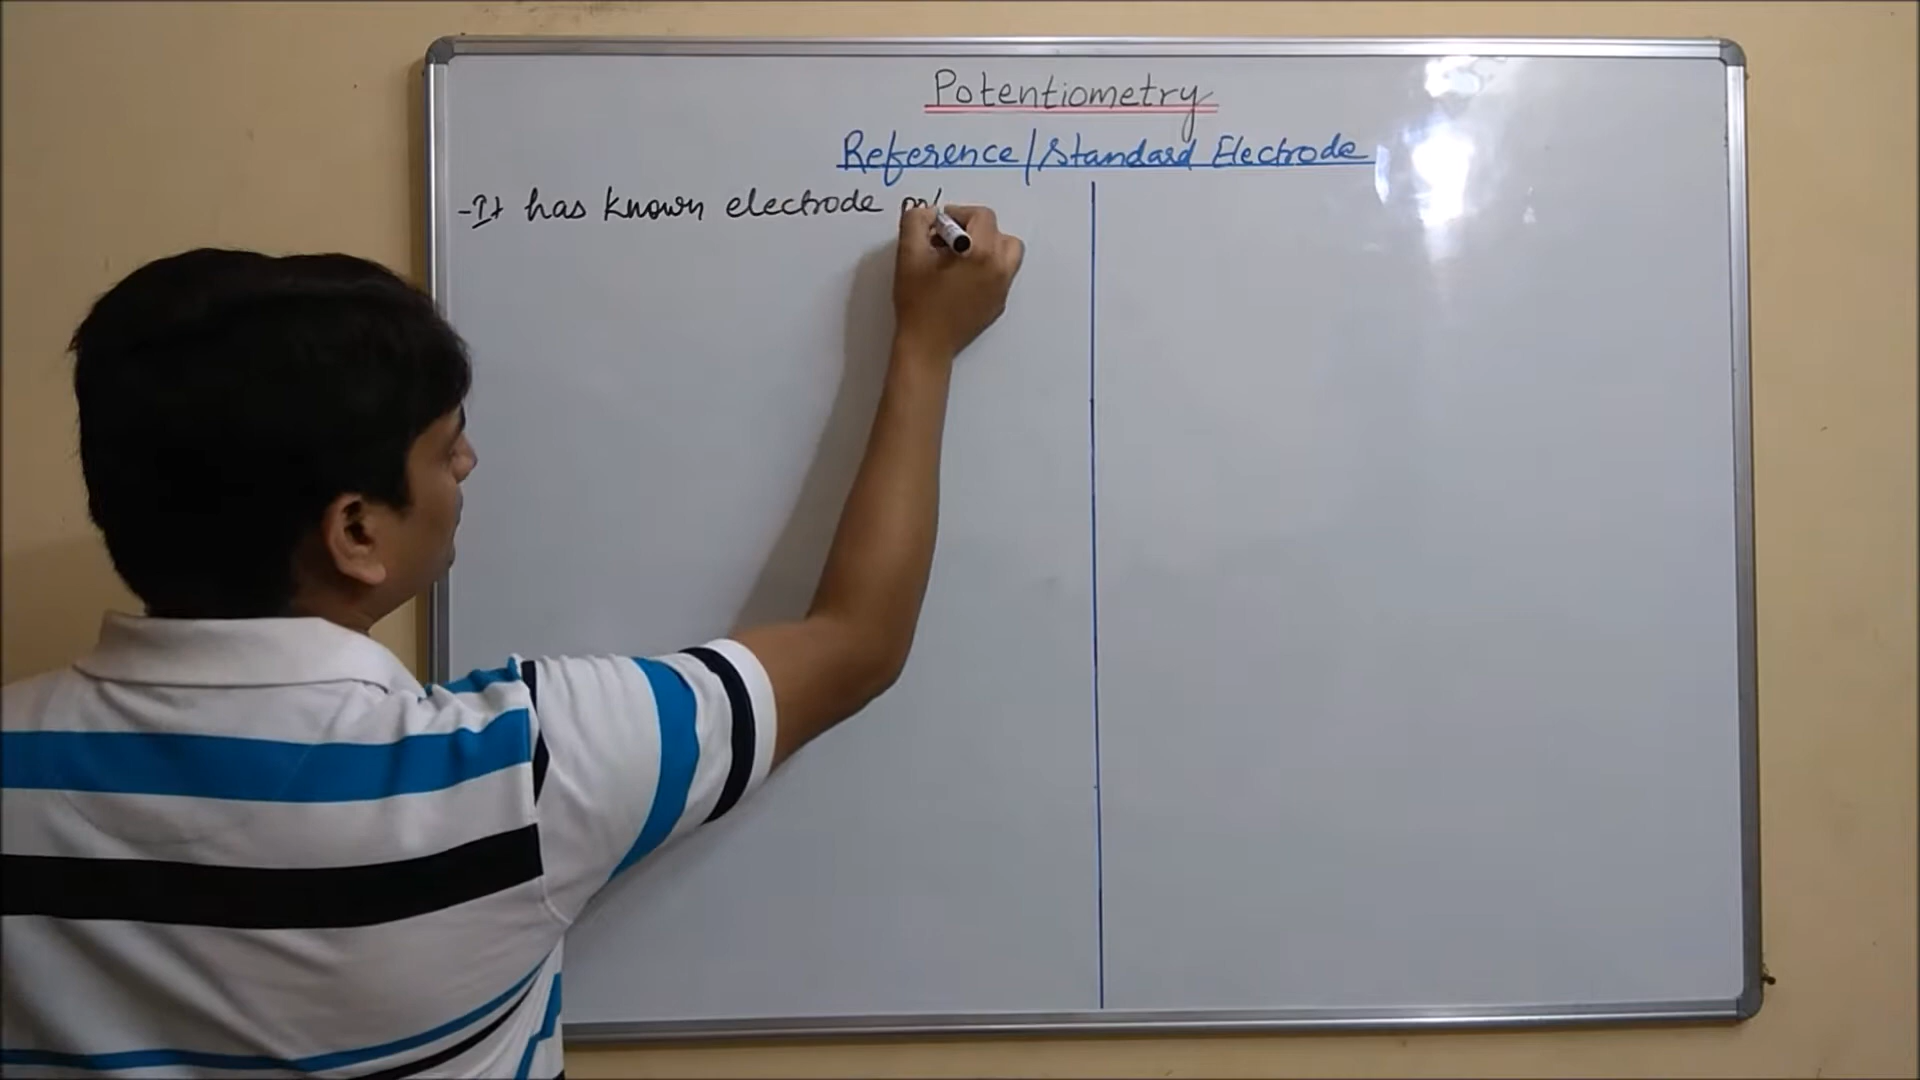 Potentiometry
Reference/Standard Electrode
-It has known electrode